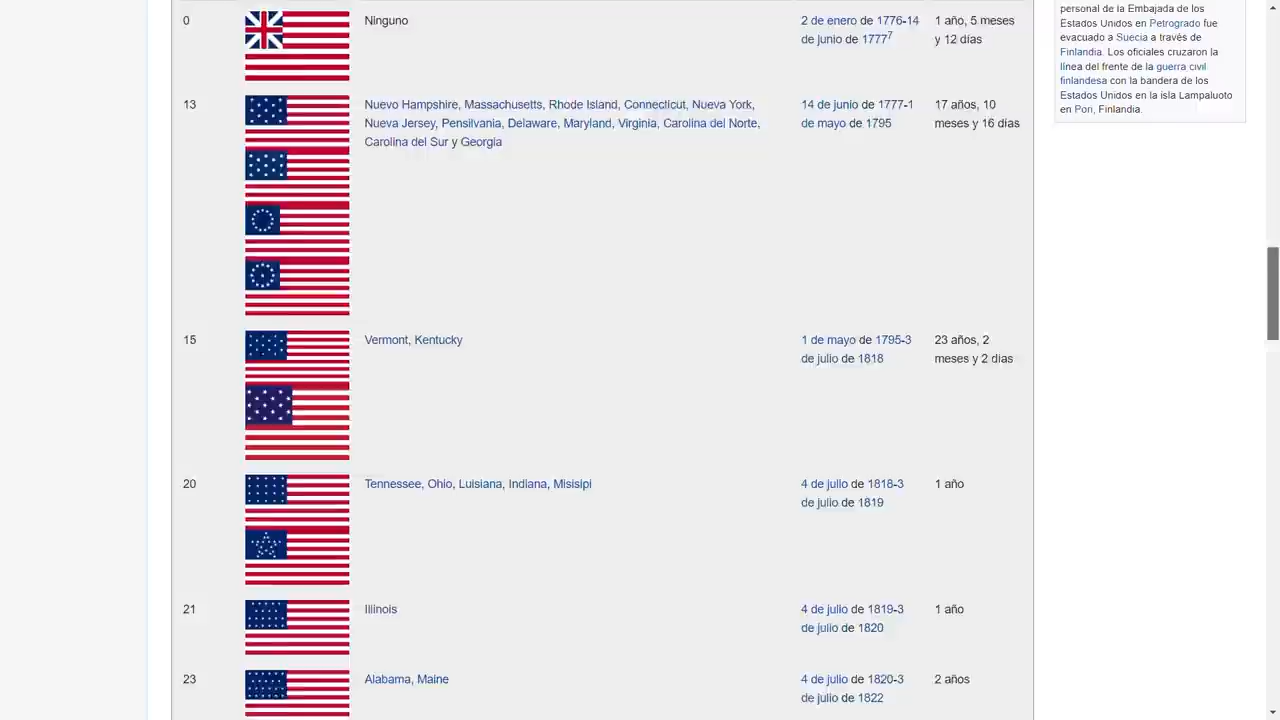 0 Ninguno 2 de enero de 1776-14 1 año, 5 meses
de junio de 17777 y 12 días
13 Nuevo Hampshire, Massachusetts, Rhode Island, Connecticut, Nueva York, 14 de junio de 1777-1 17 años, 10
Nueva Jersey, Pensilvania, Delaware, Maryland, Virginia, Carolina del Norte, de mayo de 1795 meses y 16 días
Carolina del Sur y Georgia
15 Vermont, Kentucky 1 de mayo de 1795-3 23 años, 2
de julio de 1818 meses y 2 días
20 Tennessee, Ohio, Luisiana, Indiana, Misisipi 4 de julio de 1818-3 1 año
de julio de 1819
21 Illinois 4 de julio de 1819-3 1 año
de julio de 1820
23 Alabama, Maine 4 de julio de 1820-3 2 años
de julio de 1822
personal de la Embajada de los
Estados Unidos en Petrogrado fue
evacuado a Suecia a través de
Finlandia. Los oficiales cruzaron la
línea del frente de la guerra civil
finlandesa con la bandera de los
Estados Unidos en la isla Lampaluoto
en Pori, Finlandia.